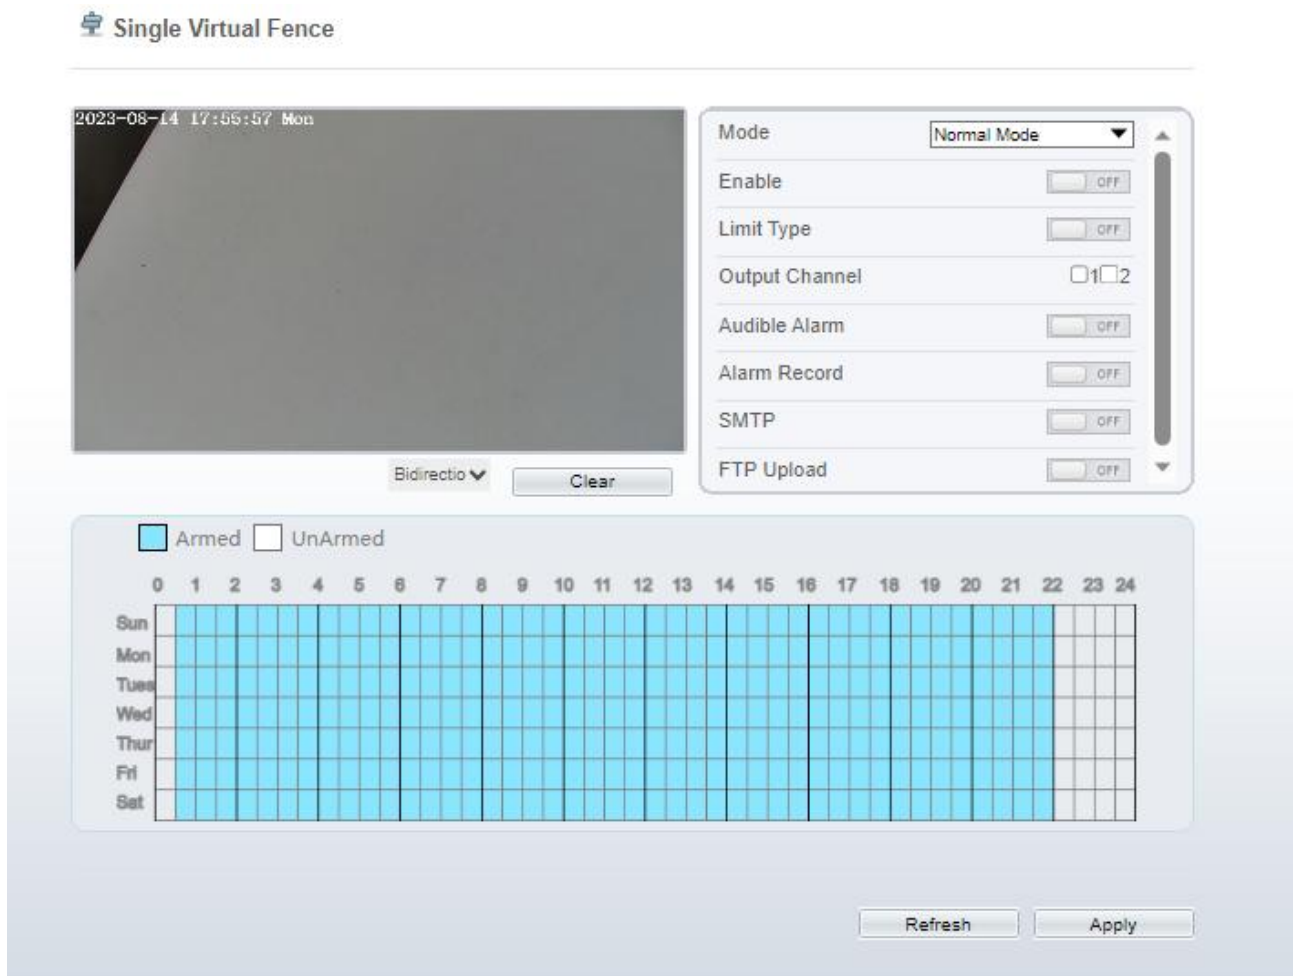 Single Virtual Fence
2023-08-14 17:55:57 Mon
Mode Normal Mode
Enable OFF
Limit Type OFF
Output Channel 1 2
Audible Alarm OFF
Alarm Record OFF
SMTP OFF
FTP Upload OFF
Bidirectio Clear
Armed UnArmed
0 1 2 3 4 5 6 7 8 9 10 11 12 13 14 15 16 17 18 19 20 21 22 23 24
Sun
Mon
Tues
Wed
Thur
Fri
Sat
Refresh Apply